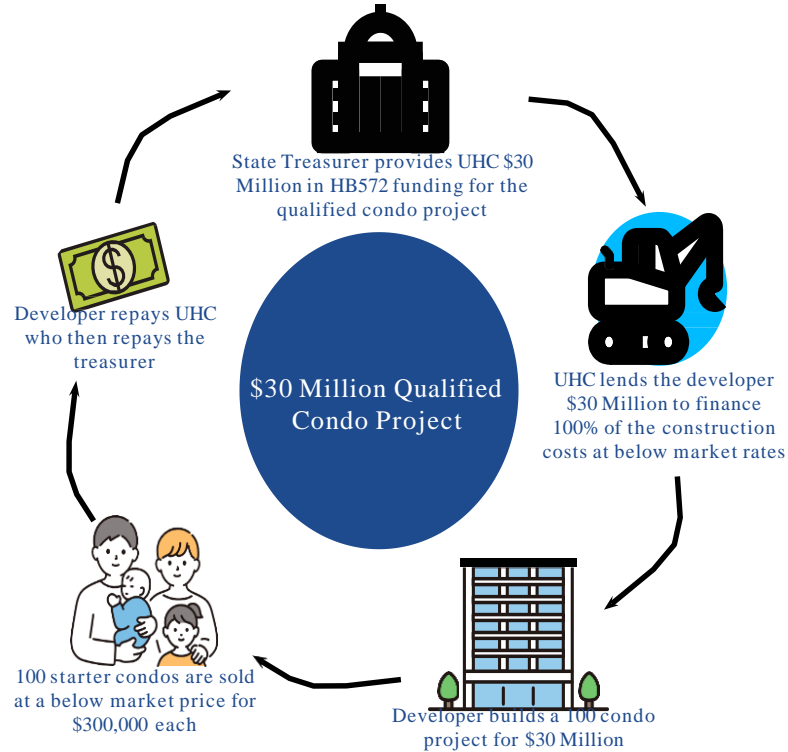 State Treasurer provides UHC $30
Million in HB572 funding for the
qualified condo project
UHC lends the developer
$30 Million to finance
100% of the construction
costs at below market rates
Developer builds a 100 condo
project for $30 Million
100 starter condos are sold
at a below market price for
$300,000 each
Developer repays UHC
who then repays the
treasurer
$30 Million Qualified
Condo Project
$